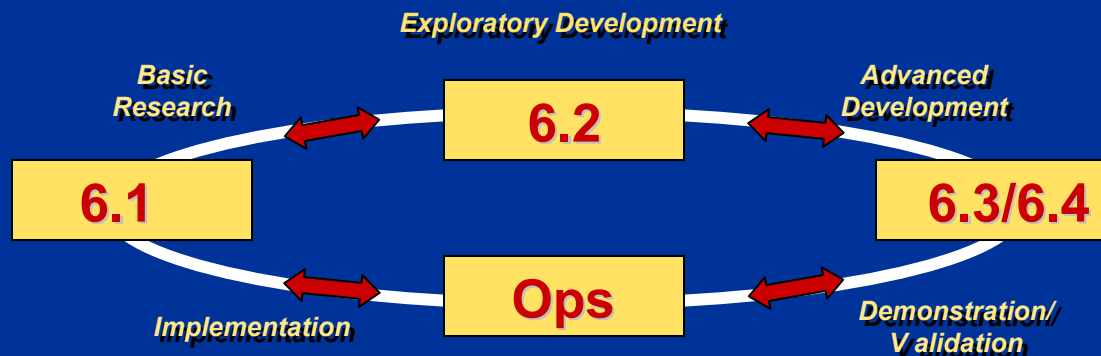 Exploratory Development
Basic
Research
Advanced
Development
6.2
6.1
6.3/6.4
Ops
Implementation
Demonstration/
V alidation